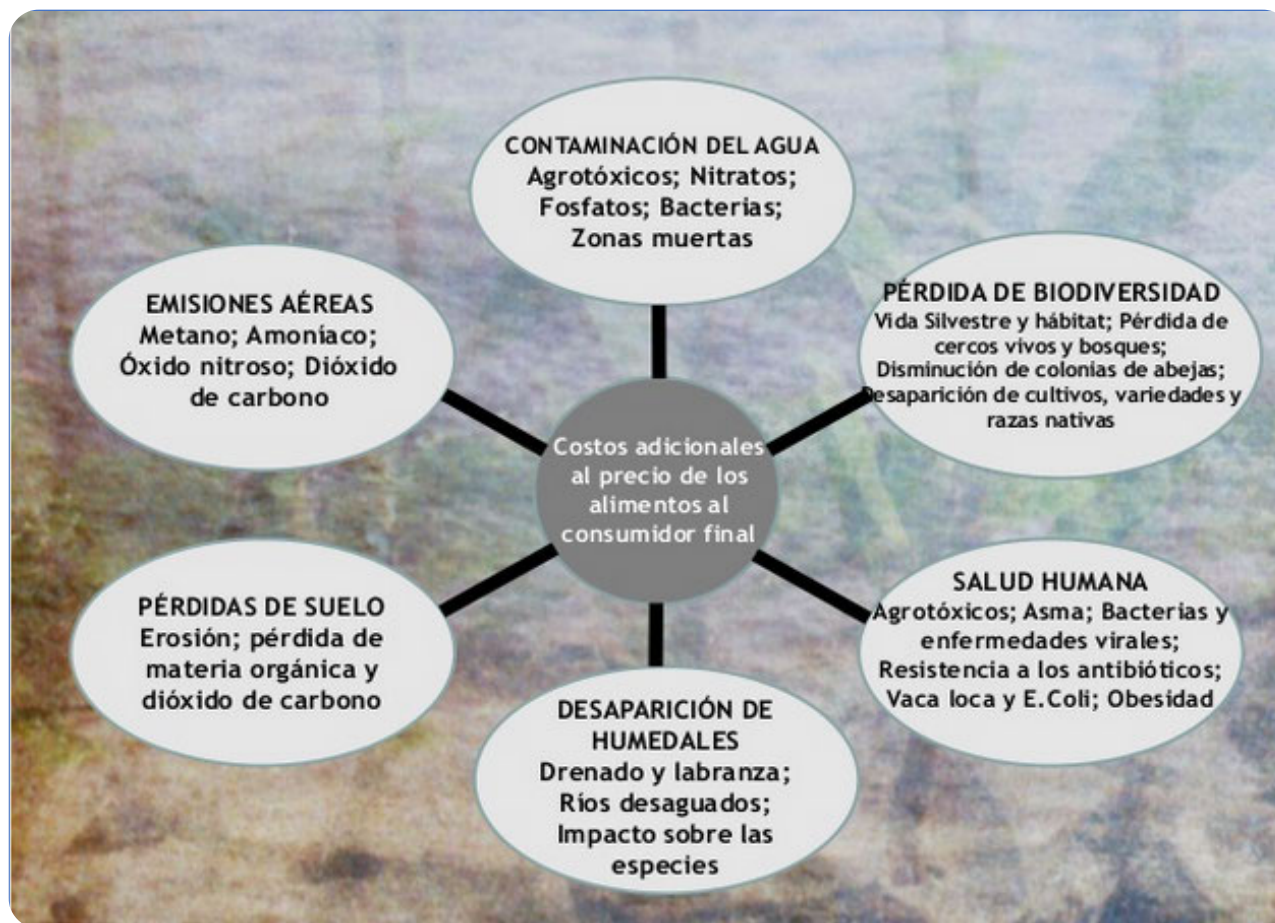 CONTAMINACIÓN DEL AGUA
Agrotóxicos; Nitratos;
Fosfatos; Bacterias;
Zonas muertas
EMISIONES AÉREAS
Metano; Amoníaco;
Óxido nitroso; Dióxido
de carbono
PÉRDIDA DE BIODIVERSIDAD
Vida Silvestre y hábitat; Pérdida de
cercos vivos y bosques;
Disminución de colonias de abejas;
Desaparición de cultivos, variedades y
razas nativas
Costos adicionales
al precio de los
alimentos al
consumidor final
PÉRDIDAS DE SUELO
Erosión; pérdida de
materia orgánica y
dióxido de carbono
SALUD HUMANA
Agrotóxicos; Asma; Bacterias y
enfermedades virales;
Resistencia a los antibióticos;
Vaca loca y E.Coli; Obesidad
DESAPARICIÓN DE
HUMEDALES
Drenado y labranza;
Ríos desaguados;
Impacto sobre las
especies